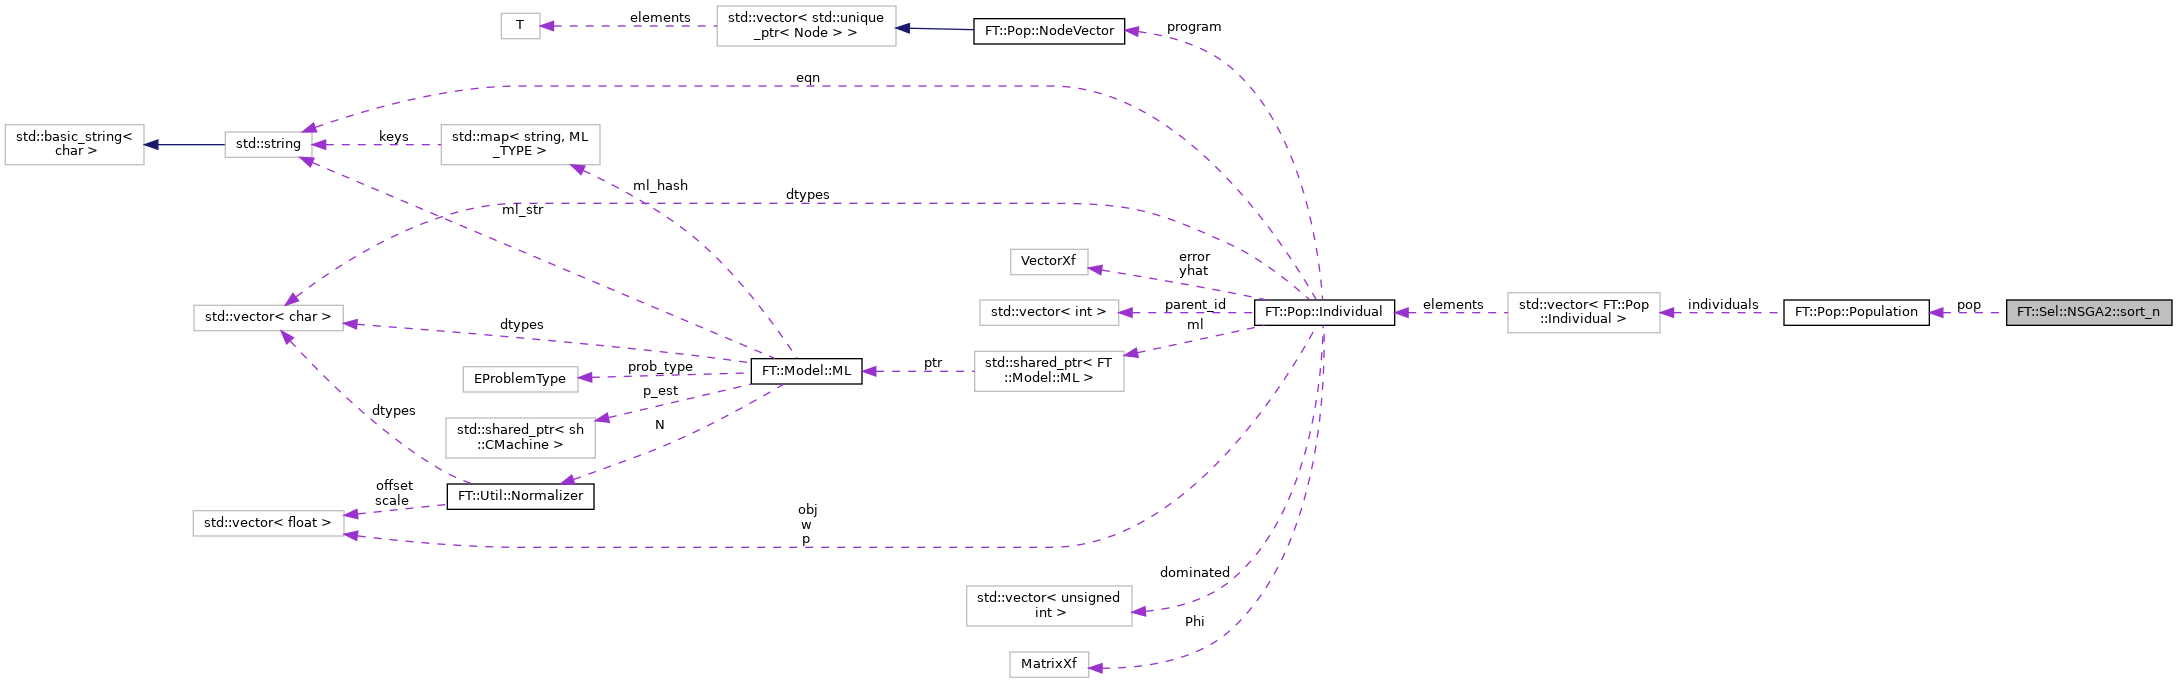 T
elements
std::vector< std::unique
_ptr< Node > >
FT::Pop::NodeVector
program
eqn
std::basic_string<
char >
std::string
keys
std::map< string, ML
_TYPE >
ml_hash
ml_str
dtypes
VectorXf
error
yhat
std::vector< char >
dtypes
std::vector< int >
parent_id
ml
FT::Pop::Individual
elements
std::vector< FT::Pop
::Individual >
individuals
FT::Pop::Population
pop
FT::Sel::NSGA2::sort_n
EProblemType
prob_type
FT::Model::ML
ptr
std::shared_ptr< FT
::Model::ML >
p_est
std::shared_ptr< sh
::CMachine >
N
dtypes
offset
scale
FT::Util::Normalizer
std::vector< float >
obj
w
p
dominated
std::vector< unsigned
int >
Phi
MatrixXf